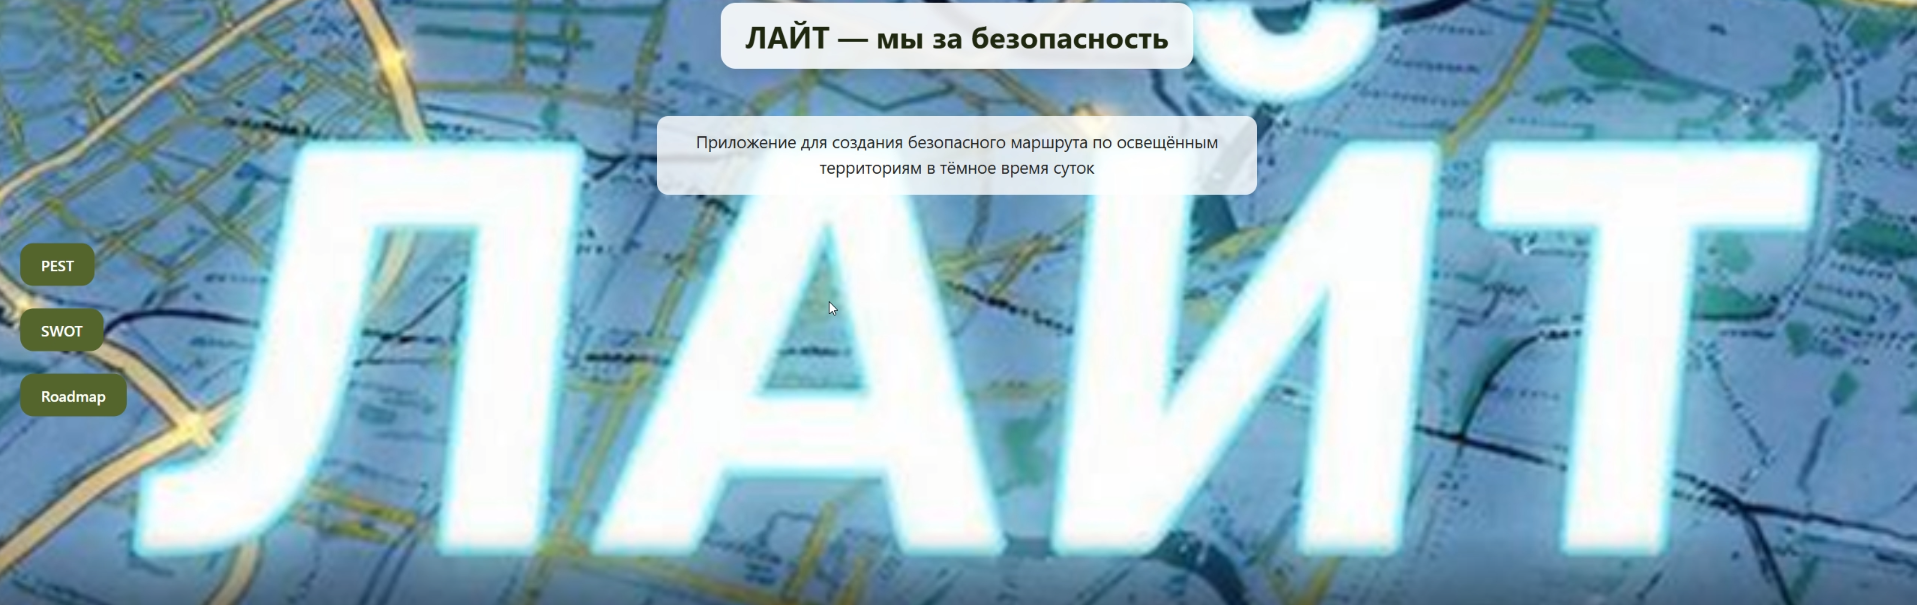 ЛАЙТ — мы за безопасность
Приложение для создания безопасного маршрута по освещённым
территориям в тёмное время суток
ЛАЙТ
PEST
SWOT
Roadmap